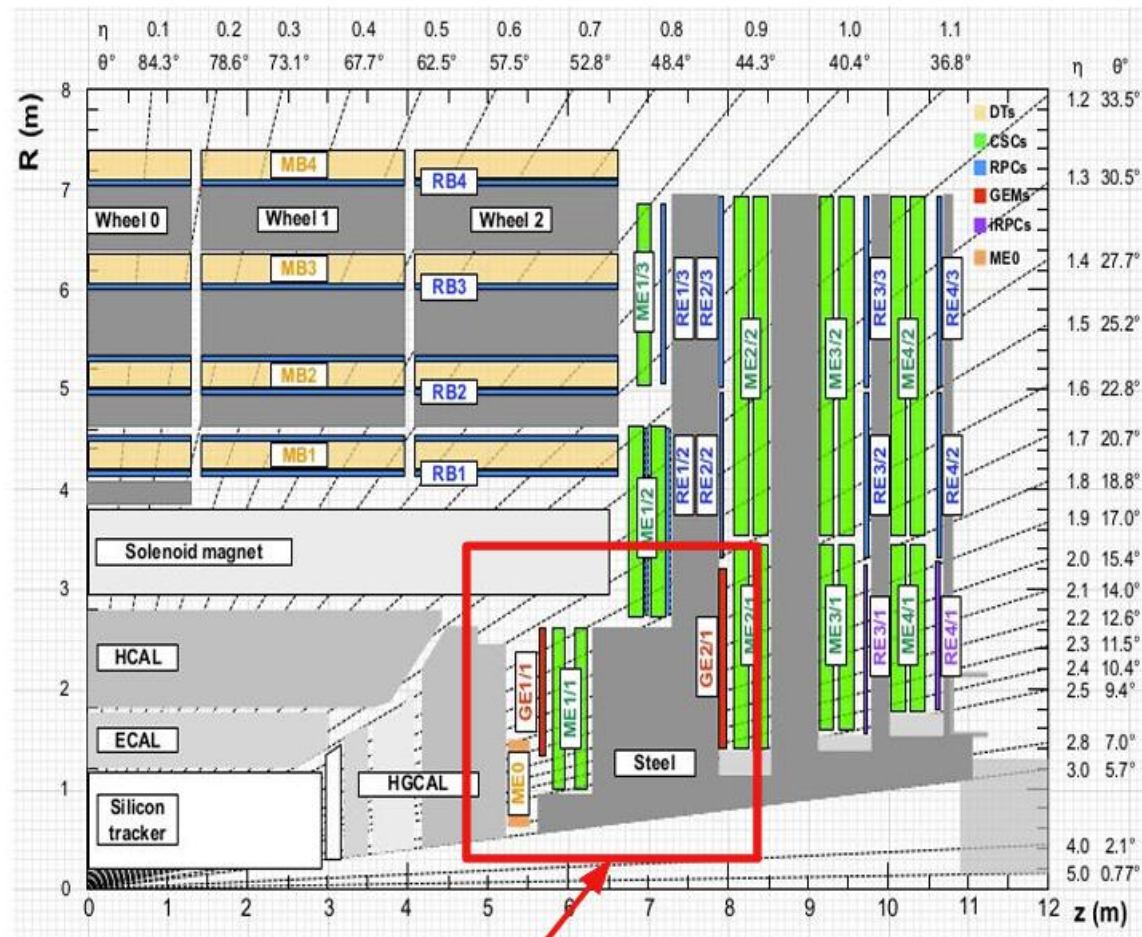 η 0.1 0.2 0.3 0.4 0.5 0.6 0.7 0.8 0.9 1.0 1.1
θ° 84.3° 78.6° 73.1° 67.7° 62.5° 57.5° 52.8° 48.4° 44.3° 40.4° 36.8° η θ°
R (m)
8
7
6
5
4
3
2
1
0
1.2 33.5°
1.3 30.5°
1.4 27.7°
1.5 25.2°
1.6 22.8°
1.7 20.7°
1.8 18.8°
1.9 17.0°
2.0 15.4°
2.1 14.0°
2.2 12.6°
2.3 11.5°
2.4 10.4°
2.5 9.4°
2.8 7.0°
3.0 5.7°
4.0 2.1°
5.0 0.77°
DTs
CSCs
RPCs
GEMs
iRPCs
ME0
MB4
RB4
Wheel 0 Wheel 1 Wheel 2
MB3
RB3
MB2
RB2
MB1
RB1
Solenoid magnet
HCAL
ECAL
Silicon
tracker
HGCAL
Steel
ME0
GE1/1
ME1/1
ME1/2
ME1/3
RE1/3
RE2/3
RE1/2
RE2/2
GE2/1
ME2/1
ME2/2
ME3/2
ME3/1
RE3/3
RE3/2
RE3/1
ME4/2
ME4/1
RE4/3
RE4/2
RE4/1
0 1 2 3 4 5 6 7 8 9 10 11 12 z (m)